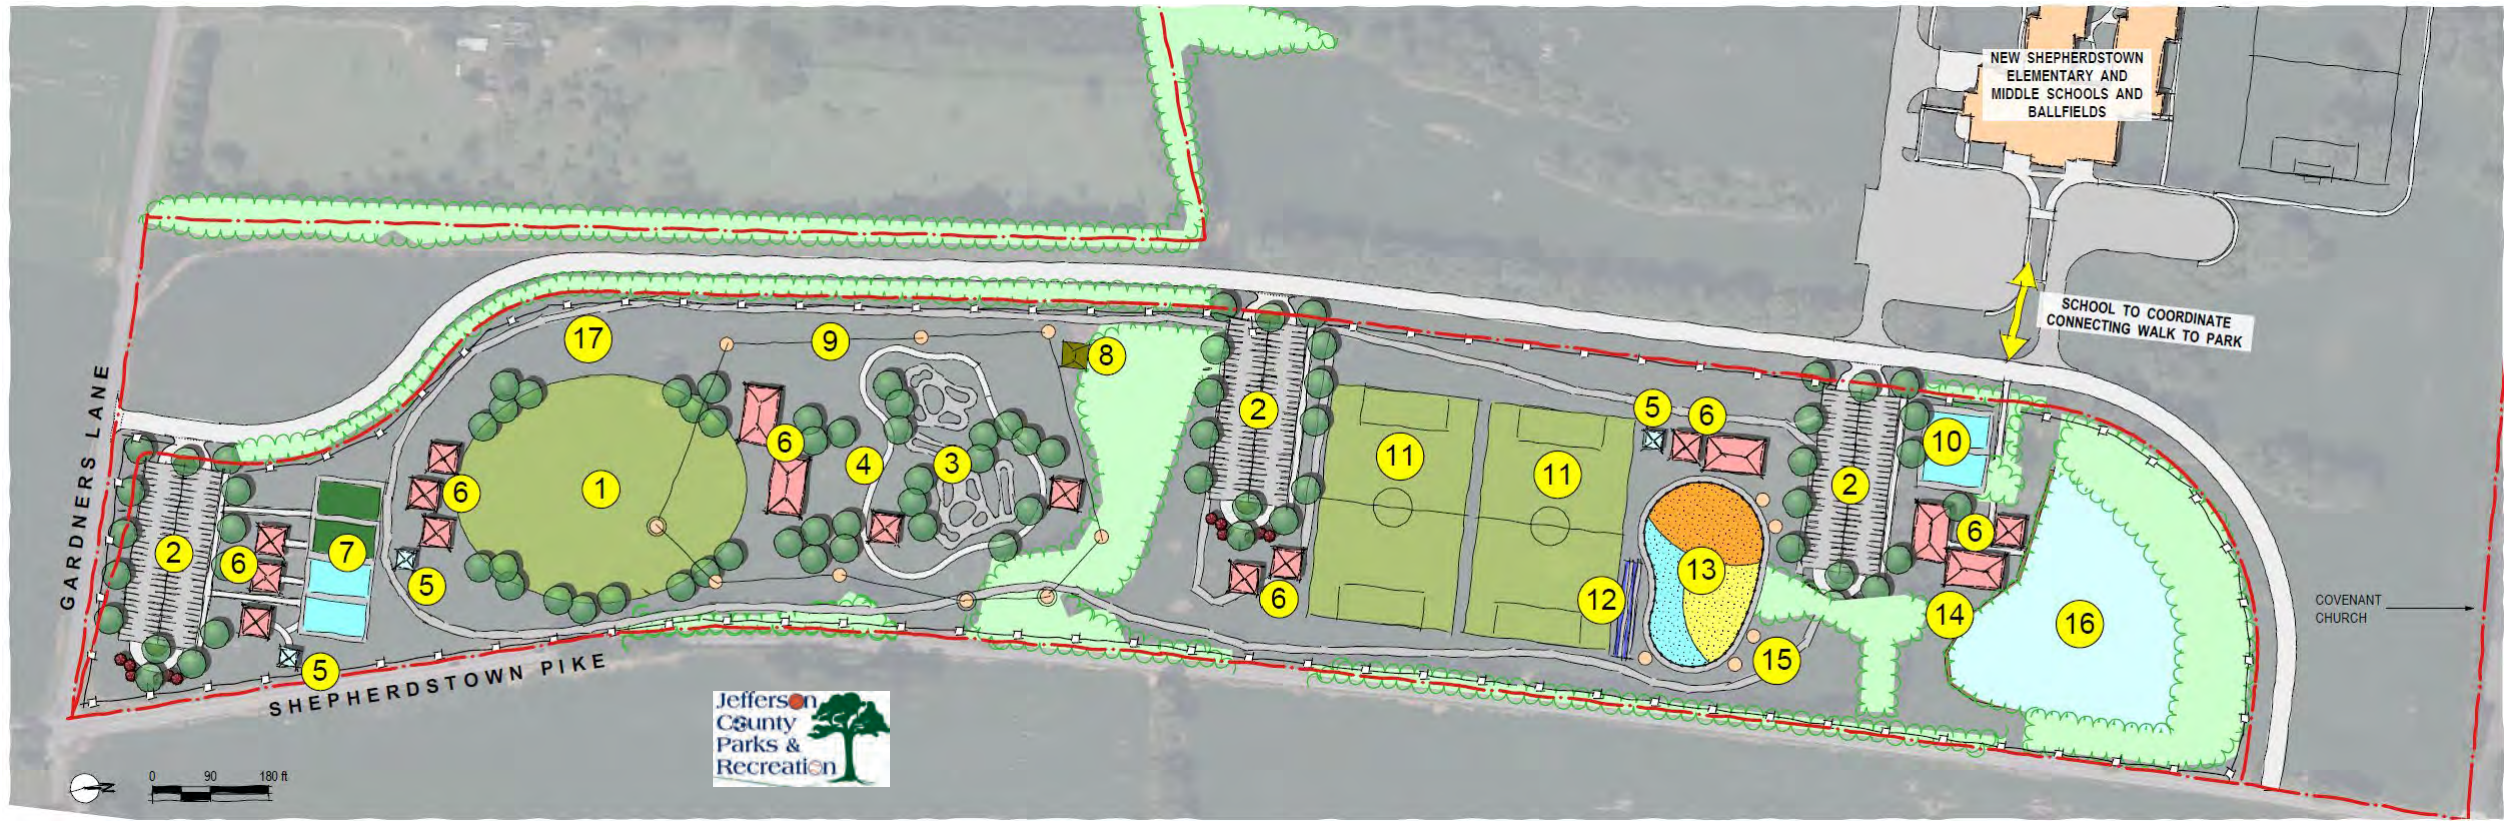 NEW SHEPHERDSTOWN
ELEMENTARY AND
MIDDLE SCHOOLS AND
BALLFIELDS
SCHOOL TO COORDINATE
CONNECTING WALK TO PARK
17
9
8
2
5
6
11
11
10
6
4
3
2
1
6
2
6
2
6
7
5
13
12
6
14
16
15
5
GARDNERS LANE
SHEPHERDSTOWN PIKE
COVENANT
CHURCH
Jefferson
County
Parks &
Recreation
N
0 90 180 ft